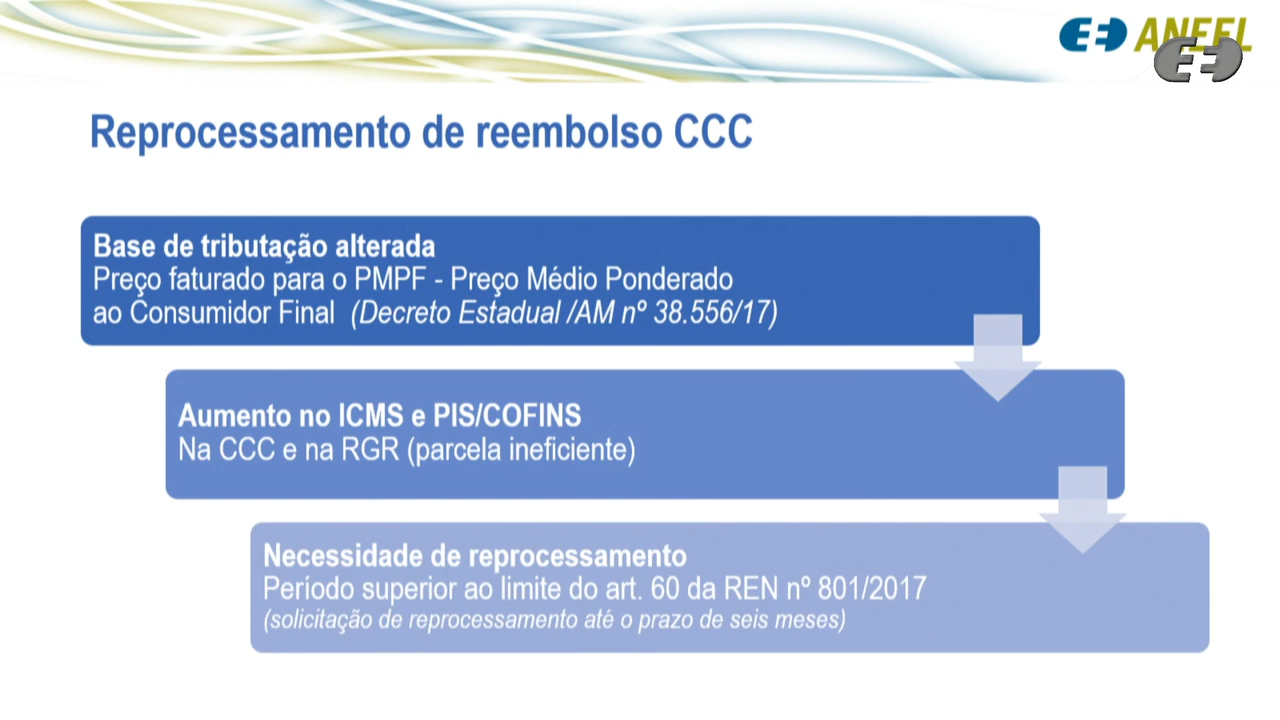 ANEEL
Reprocessamento de reembolso CCC
Base de tributação alterada
Preço faturado para o PMPF - Preço Médio Ponderado
ao Consumidor Final (Decreto Estadual /AM nº 38.556/17)
Aumento no ICMS e PIS/COFINS
Na CCC e na RGR (parcela ineficiente)
Necessidade de reprocessamento
Período superior ao limite do art. 60 da REN nº 801/2017
(solicitação de reprocessamento até o prazo de seis meses)